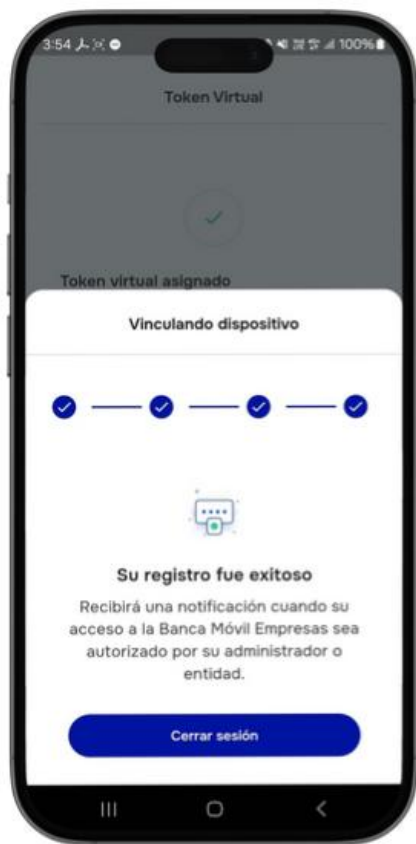 3:54
100%
Token Virtual
Token virtual asignado
Vinculando dispositivo
Su registro fue exitoso
Recibirá una notificación cuando su
acceso a la Banca Móvil Empresas sea
autorizado por su administrador o
entidad.
Cerrar sesión